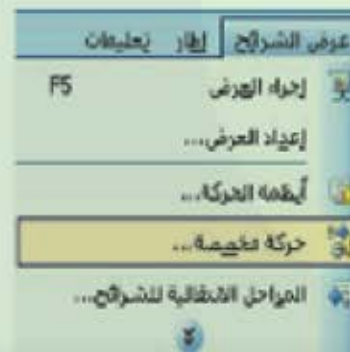 عرض الشرائح إطار تعليمات
إجراء العرض F5
إعداد العرض...
أنظمة الحركة...
حركة مخصصة...
المراحل الانتقالية للشرائح...